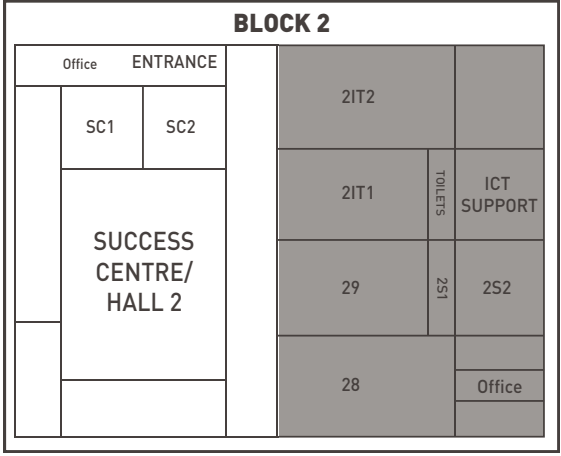 BLOCK 2
Office ENTRANCE
SC1 SC2
SUCCESS
CENTRE/
HALL 2
2IT2
2IT1
TOILETS
ICT
SUPPORT
29
2S1
2S2
28
Office